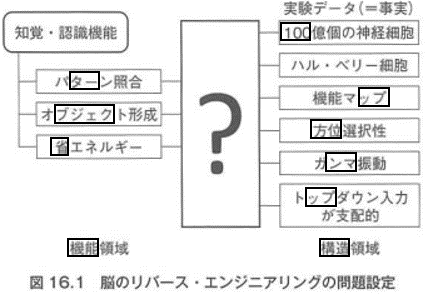 実験データ(=事実)
知覚・認識機能
100億個の神経細胞
ハル・ベリー細胞
パターン照合
機能マップ
オブジェクト形成
方位選択性
省エネルギー
ガンマ振動
トップダウン入力
が支配的
?
機能領域
構造領域
図 16.1 脳のリバース・エンジニアリングの問題設定